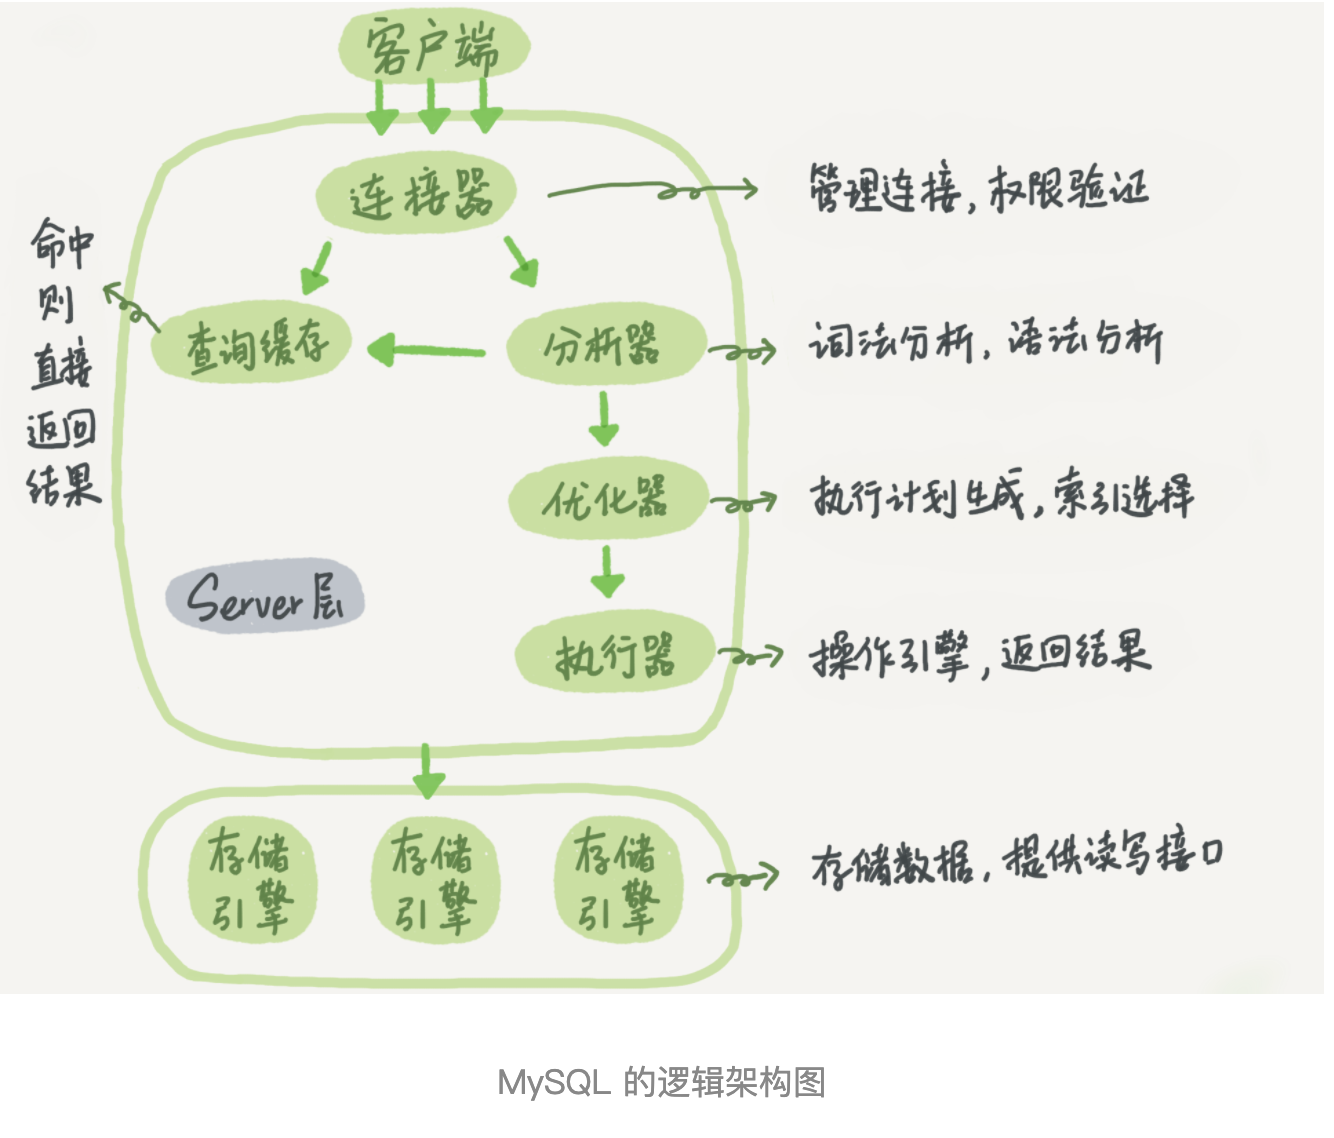 客户端
连接器
管理连接, 权限验证
命中
则
直接
返回
结果
查询缓存
分析器
词法分析, 语法分析
优化器
执行计划生成, 索引选择
Server层
执行器
操作引擎, 返回结果
存储
引擎
存储
引擎
存储
引擎
存储数据, 提供读写接口
MySQL 的逻辑架构图